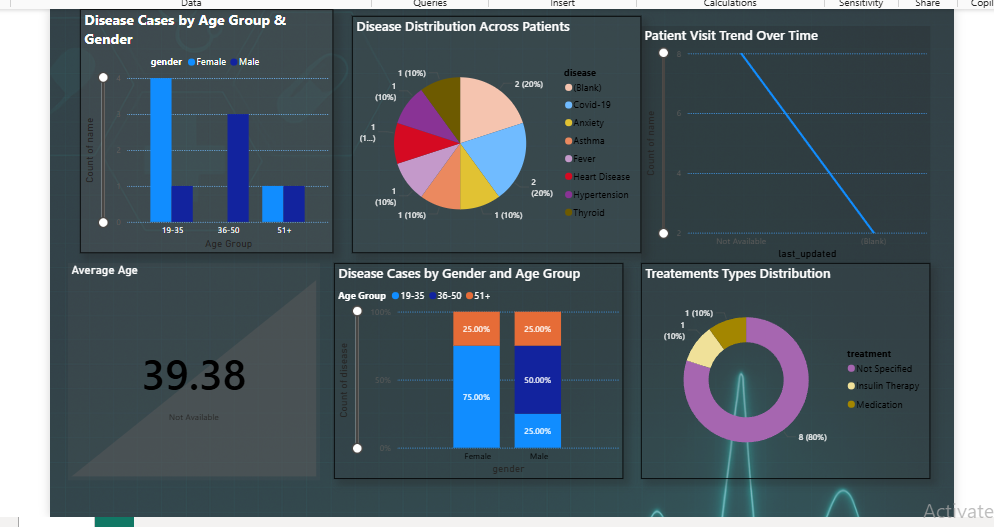 Data Queries Insert Calculations Sensitivity Share Copil
Disease Cases by Age Group &
Gender
gender Female Male
4
3
2
1
0
Count of name
19-35 36-50 51+
Age Group
Disease Distribution Across Patients
2 (20%)
2
(20%)
1 (10%)
1 (10%)
1
(10%)
1
(1...)
1
(10%)
1 (10%)
disease
(Blank)
Covid-19
Anxiety
Asthma
Fever
Heart Disease
Hypertension
Thyroid
Patient Visit Trend Over Time
8
6
4
2
Count of name
Not Available (Blank)
last_updated
Average Age
39.38
Not Available
Disease Cases by Gender and Age Group
Age Group 19-35 36-50 51+
100%
50%
0%
Count of disease
25.00% 25.00%
75.00% 50.00%
25.00%
Female Male
gender
Treatements Types Distribution
1 (10%)
1
(10%)
8 (80%)
treatment
Not Specified
Insulin Therapy
Medication
Activate